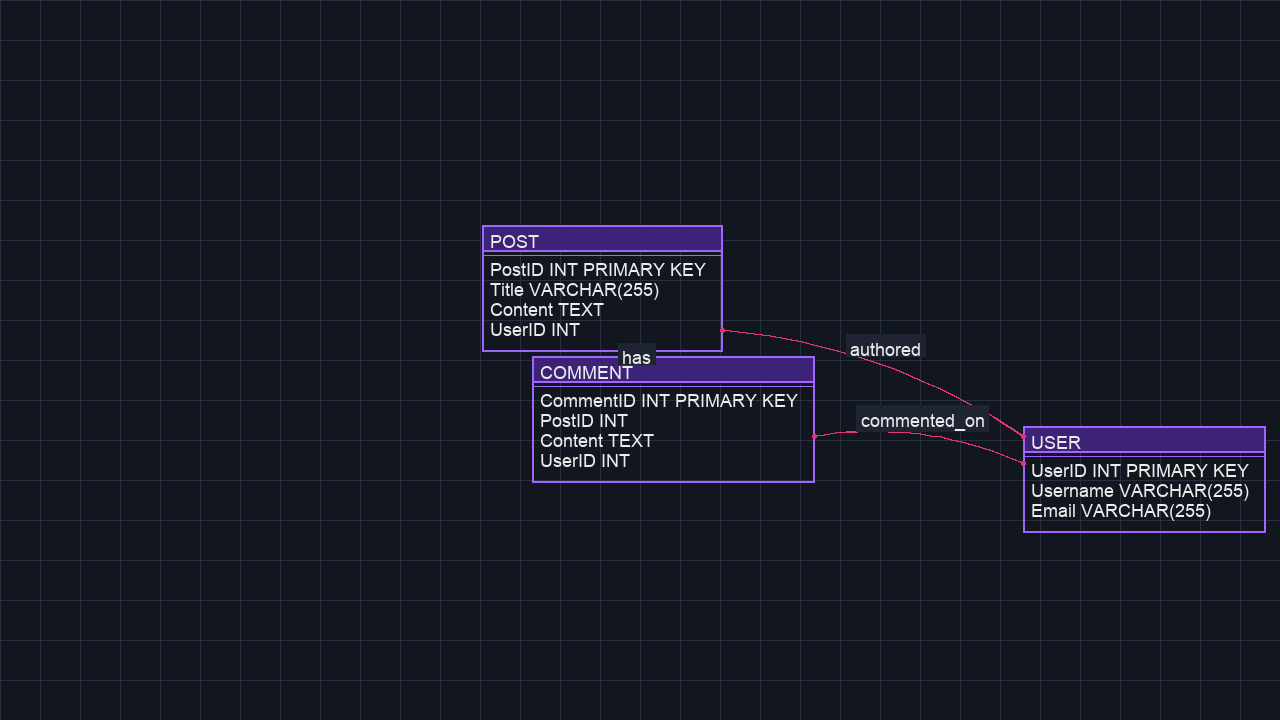 POST
PostID INT PRIMARY KEY
Title VARCHAR(255)
Content TEXT
UserID INT
has
COMMENT
CommentID INT PRIMARY KEY
PostID INT
Content TEXT
UserID INT
authored
commented_on
USER
UserID INT PRIMARY KEY
Username VARCHAR(255)
Email VARCHAR(255)